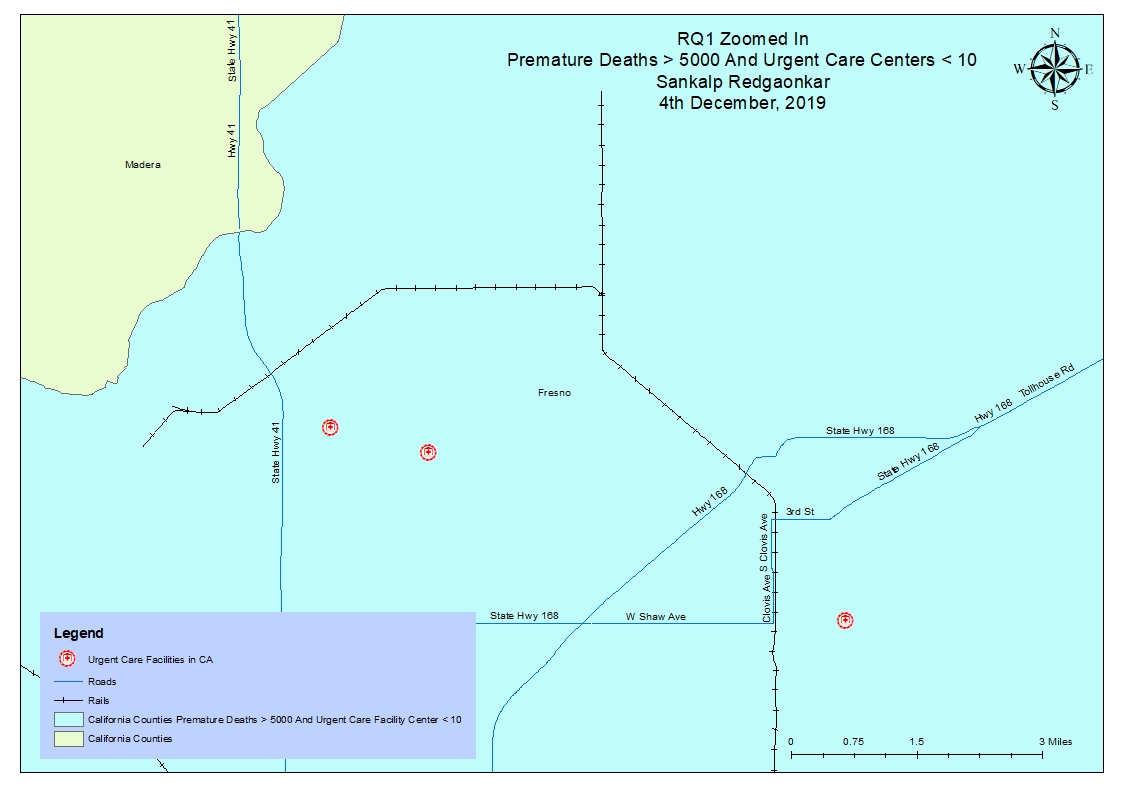 RQ1 Zoomed In
Premature Deaths > 5000 And Urgent Care Centers < 10
Sankalp Redgaonkar
4th December, 2019
N
W
E
S
State Hwy 41
Hwy 41
Madera
Fresno
State Hwy 41
Tollhouse Rd
Hwy 168
State Hwy 168
State Hwy 168
Hwy 168
3rd St
Clovis Ave S Clovis Ave
State Hwy 168
W Shaw Ave
Legend
Urgent Care Facilities in CA
Roads
Rails
California Counties Premature Deaths > 5000 And Urgent Care Facility Center < 10
California Counties
0 0.75 1.5 3 Miles